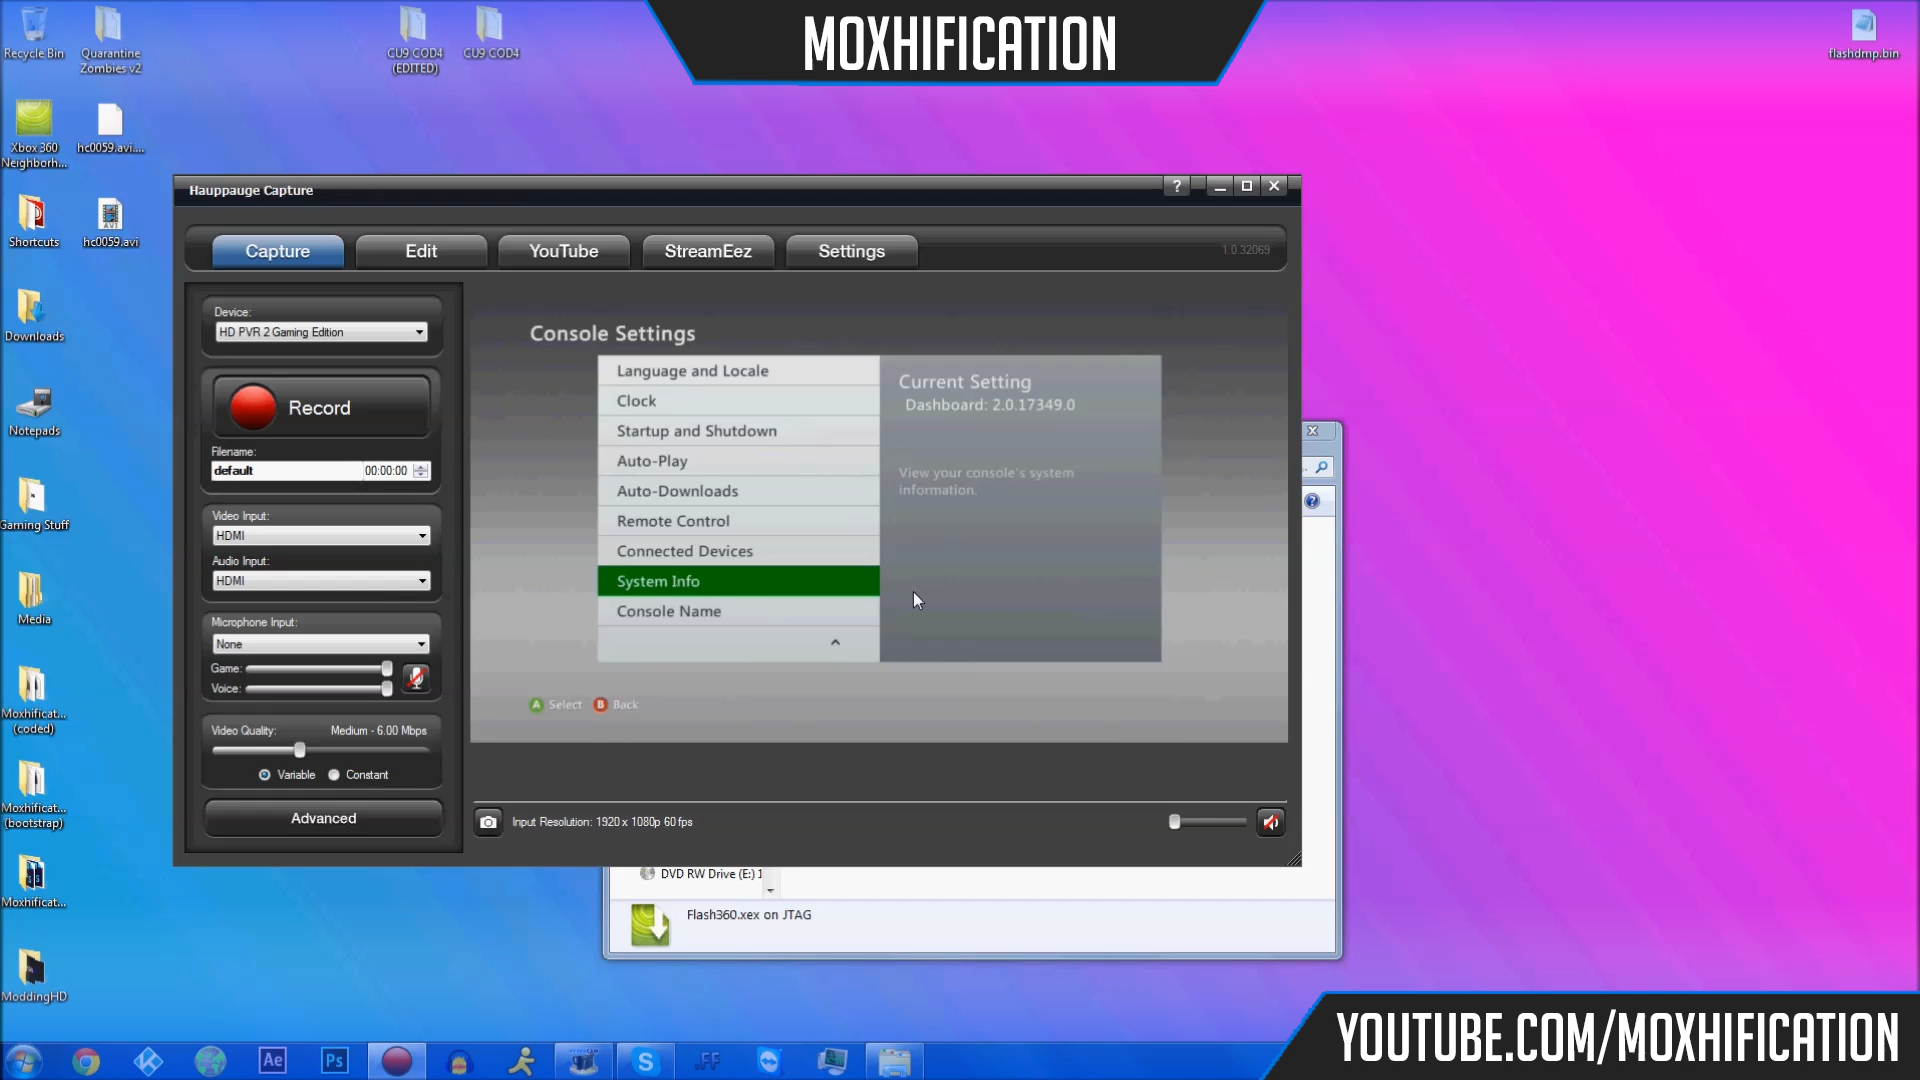 MOXHIFICATION
Recycle Bin
Quarantine
Zombies v2
CU9 COD4
(EDITED)
CU9 COD4
flashdmp.bin
Xbox 360
Neighborh...
hc0059.avi....
Shortcuts
hc0059.avi
Downloads
Notepads
Gaming Stuff
Media
Moxhificat...
(coded)
Moxhificat...
(bootstrap)
Moxhificat...
ModdingHD
Hauppauge Capture
?
Capture
Edit
YouTube
StreamEez
Settings
1.0.32069
Device:
HD PVR 2 Gaming Edition
Record
Filename:
default
00:00:00
Video Input:
HDMI
Audio Input:
HDMI
Microphone Input:
None
Game:
Voice:
Video Quality:
Medium - 6.00 Mbps
Variable
Constant
Advanced
Console Settings
Language and Locale
Clock
Startup and Shutdown
Auto-Play
Auto-Downloads
Remote Control
Connected Devices
System Info
Console Name
Current Setting
Dashboard: 2.0.17349.0
View your console's system
information.
A Select B Back
Input Resolution: 1920 x 1080p 60 fps
AVI
DVD RW Drive (E:) 1
Flash360.xex on JTAG
Ae
Ps
S
.FF
YOUTUBE.COM/MOXHIFICATION